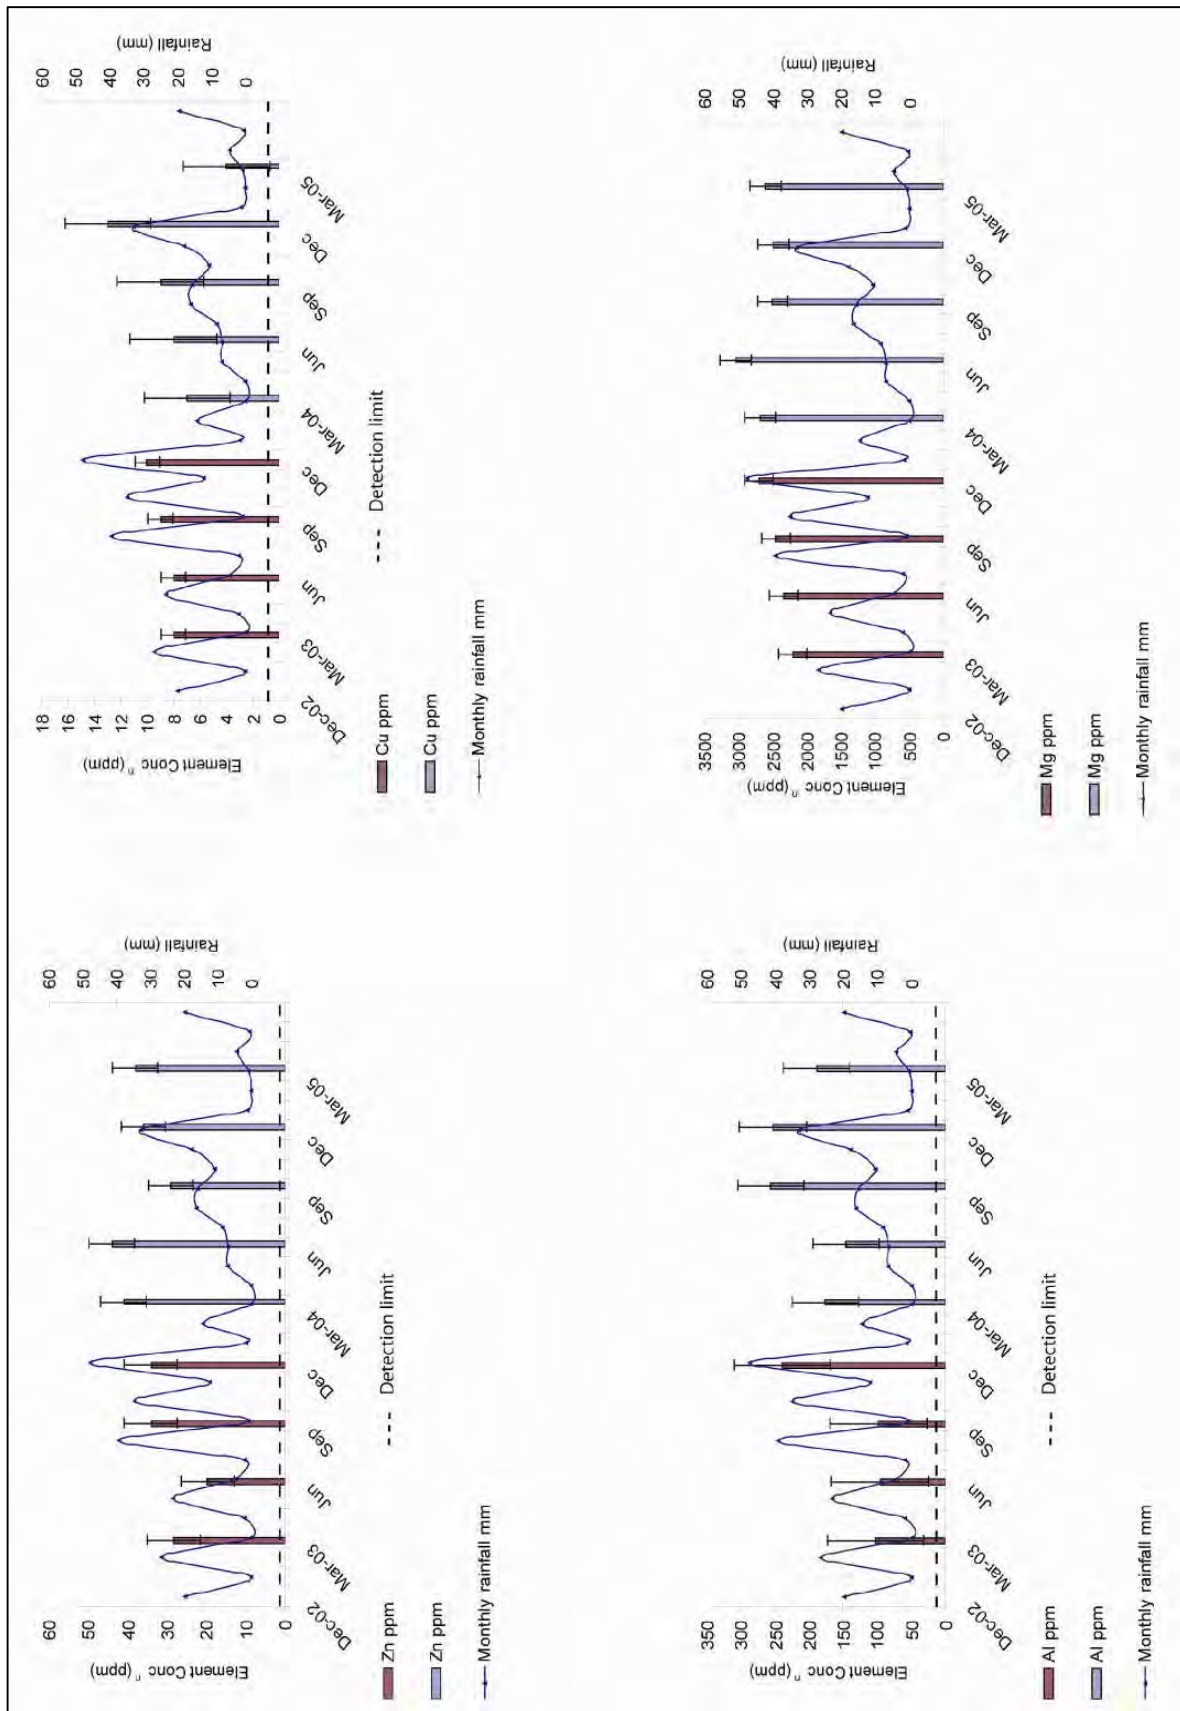 Element Conc n (ppm)
50
40
30
20
10
0
60
50
40
30
20
10
0
Rainfall (mm)
Dec-02
Mar-03
Jun
Sep
Dec
Mar-04
Jun
Sep
Dec
Mar-05
Zn ppm
Zn ppm
Monthly rainfall mm
Detection limit
Element Conc n (ppm)
18
16
14
12
10
8
6
4
2
0
60
50
40
30
20
10
0
Rainfall (mm)
Dec-02
Mar-03
Jun
Sep
Dec
Mar-04
Jun
Sep
Dec
Mar-05
Cu ppm
Cu ppm
Monthly rainfall mm
Detection limit
Element Conc n (ppm)
350
300
250
200
150
100
50
0
60
50
40
30
20
10
0
Rainfall (mm)
Dec-02
Mar-03
Jun
Sep
Dec
Mar-04
Jun
Sep
Dec
Mar-05
Al ppm
Al ppm
Monthly rainfall mm
Detection limit
Element Conc n (ppm)
3500
3000
2500
2000
1500
1000
500
0
60
50
40
30
20
10
0
Rainfall (mm)
Dec-02
Mar-03
Jun
Sep
Dec
Mar-04
Jun
Sep
Dec
Mar-05
Mg ppm
Mg ppm
Monthly rainfall mm